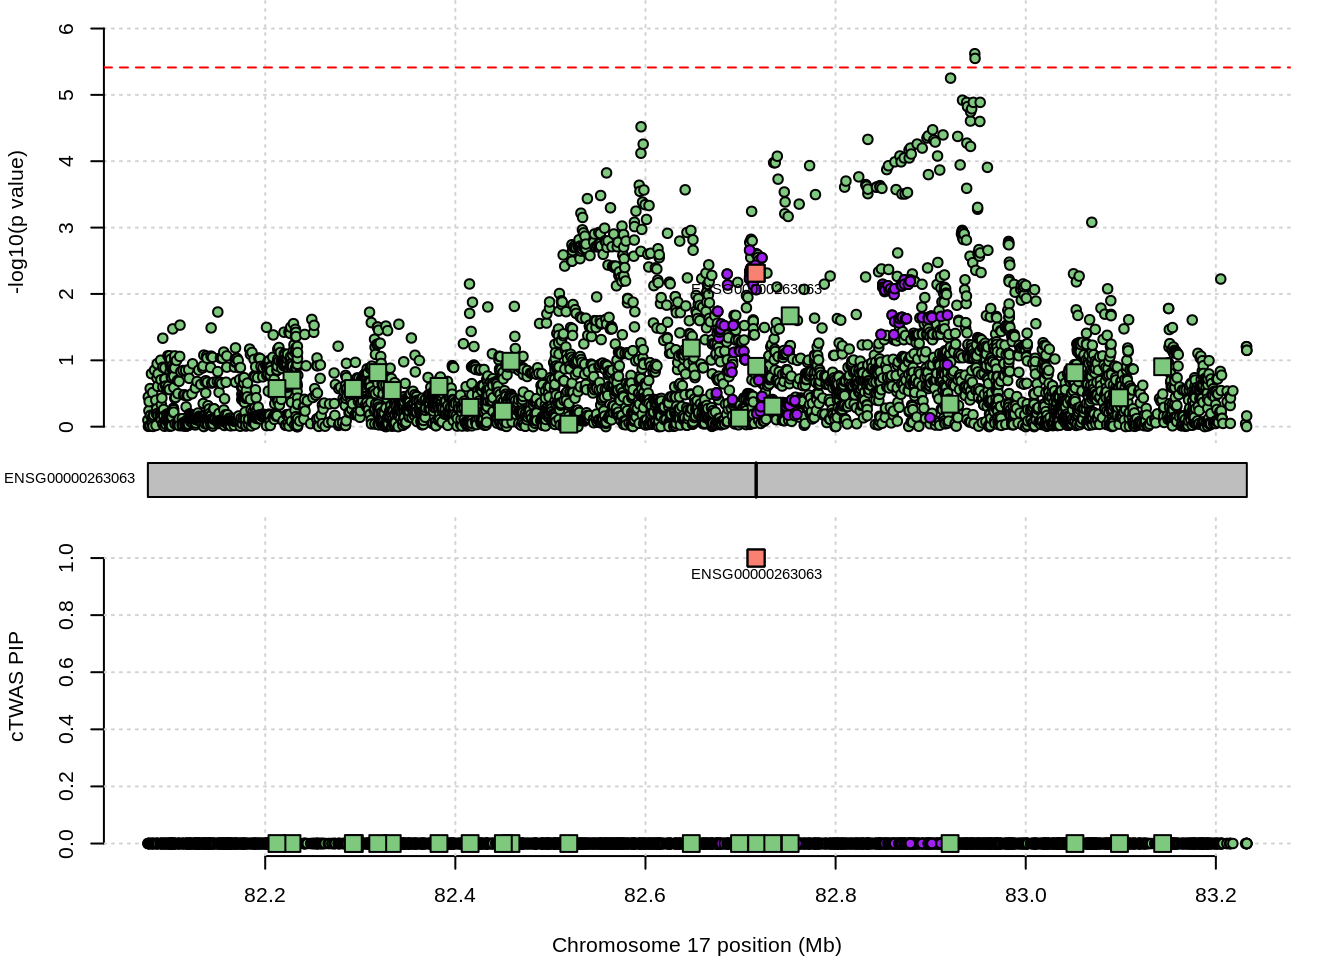 6
5
4
3
2
1
0
-log10(p value)
ENSG00000263063
ENSG00000263063
1.0
0.8
0.6
0.4
0.2
0.0
cTWAS PIP
ENSG00000263063
82.2 82.4 82.6 82.8 83.0 83.2
Chromosome 17 position (Mb)